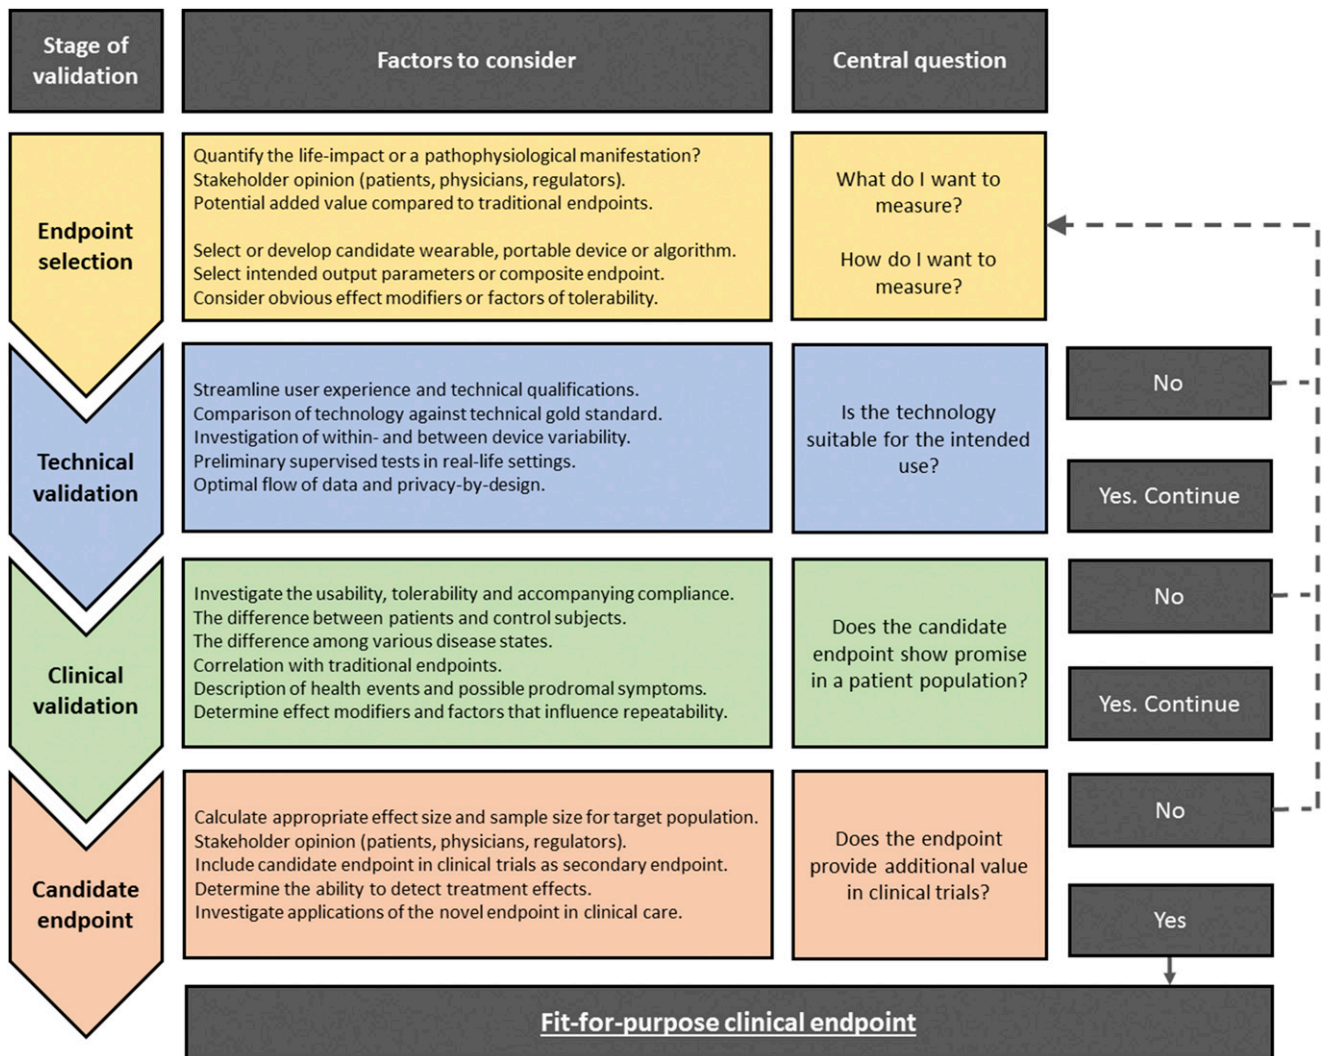 Stage of
validation
Factors to consider
Central question
Endpoint
selection
Quantify the life-impact or a pathophysiological manifestation?
Stakeholder opinion (patients, physicians, regulators).
Potential added value compared to traditional endpoints.
Select or develop candidate wearable, portable device or algorithm.
Select intended output parameters or composite endpoint.
Consider obvious effect modifiers or factors of tolerability.
What do I want to
measure?
How do I want to
measure?
Technical
validation
Streamline user experience and technical qualifications.
Comparison of technology against technical gold standard.
Investigation of within- and between device variability.
Preliminary supervised tests in real-life settings.
Optimal flow of data and privacy-by-design.
Is the technology
suitable for the intended
use?
No
Yes. Continue
Clinical
validation
Investigate the usability, tolerability and accompanying compliance.
The difference between patients and control subjects.
The difference among various disease states.
Correlation with traditional endpoints.
Description of health events and possible prodromal symptoms.
Determine effect modifiers and factors that influence repeatability.
Does the candidate
endpoint show promise
in a patient population?
No
Yes. Continue
Candidate
endpoint
Calculate appropriate effect size and sample size for target population.
Stakeholder opinion (patients, physicians, regulators).
Include candidate endpoint in clinical trials as secondary endpoint.
Determine the ability to detect treatment effects.
Investigate applications of the novel endpoint in clinical care.
Does the endpoint
provide additional value
in clinical trials?
No
Yes
Fit-for-purpose clinical endpoint